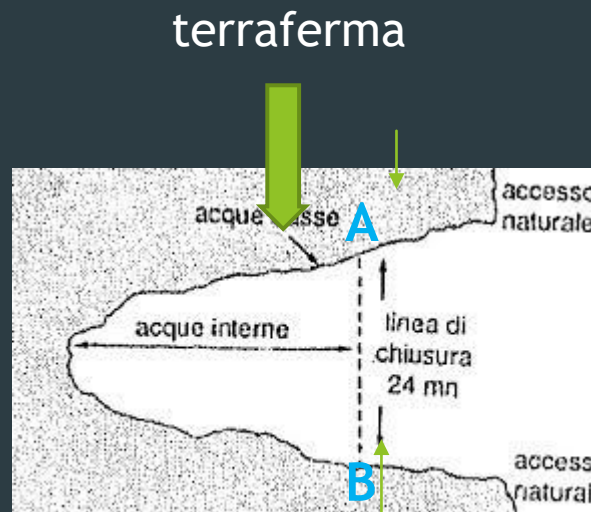 terraferma
acque
A
accesso
naturale
acque interne
linea di
chiusura
24 mn
B
access
natural